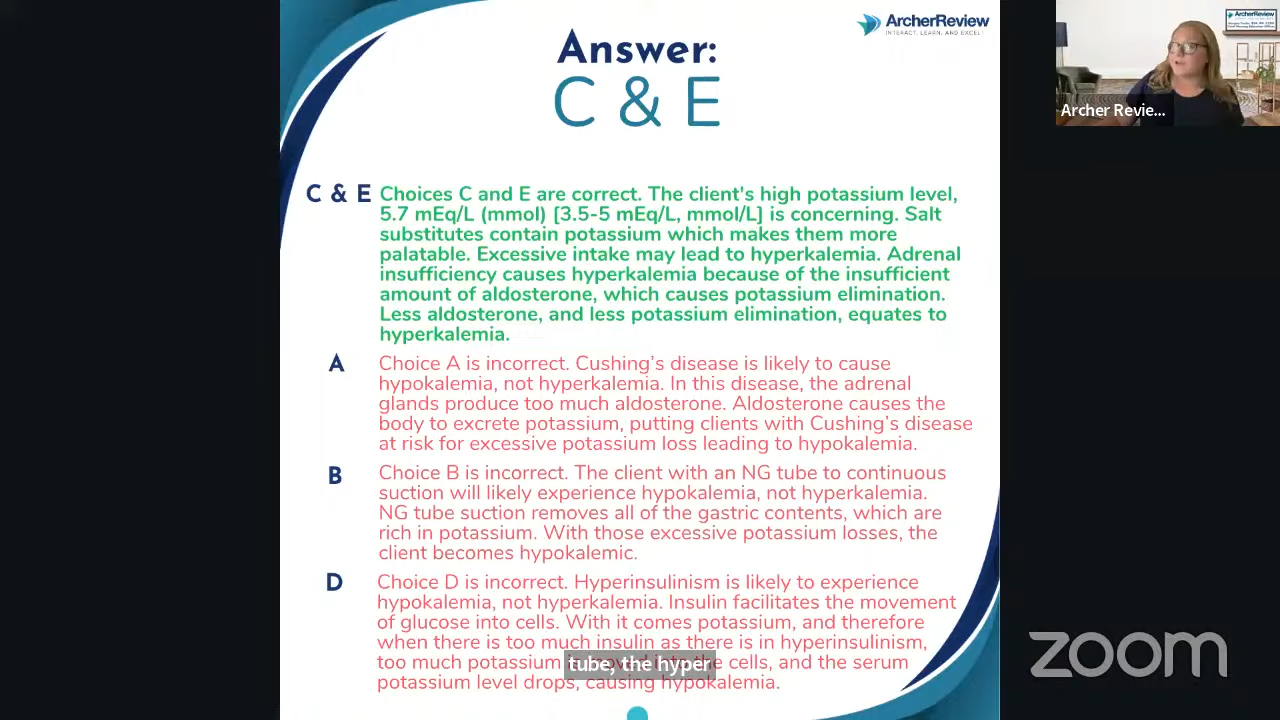 ArcherReview
INTERACT, LEARN, AND EXCEL!
Answer:
C & E
Archer Revie...
C & E
Choices C and E are correct. The client's high potassium level,
5.7 mEq/L (mmol) [3.5-5 mEq/L, mmol/L] is concerning. Salt
substitutes contain potassium which makes them more
palatable. Excessive intake may lead to hyperkalemia. Adrenal
insufficiency causes hyperkalemia because of the insufficient
amount of aldosterone, which causes potassium elimination.
Less aldosterone, and less potassium elimination, equates to
hyperkalemia.
A
Choice A is incorrect. Cushing's disease is likely to cause
hypokalemia, not hyperkalemia. In this disease, the adrenal
glands produce too much aldosterone. Aldosterone causes the
body to excrete potassium, putting clients with Cushing's disease
at risk for excessive potassium loss leading to hypokalemia.
B
Choice B is incorrect. The client with an NG tube to continuous
suction will likely experience hypokalemia, not hyperkalemia.
NG tube suction removes all of the gastric contents, which are
rich in potassium. With those excessive potassium losses, the
client becomes hypokalemic.
D
Choice D is incorrect. Hyperinsulinism is likely to experience
hypokalemia, not hyperkalemia. Insulin facilitates the movement
of glucose into cells. With it comes potassium, and therefore
when there is too much insulin as there is in hyperinsulinism,
too much potassium the cells, and the serum
potassium level drops, causing hypokalemia.
tube, the hyper
zoom
ArcherReview